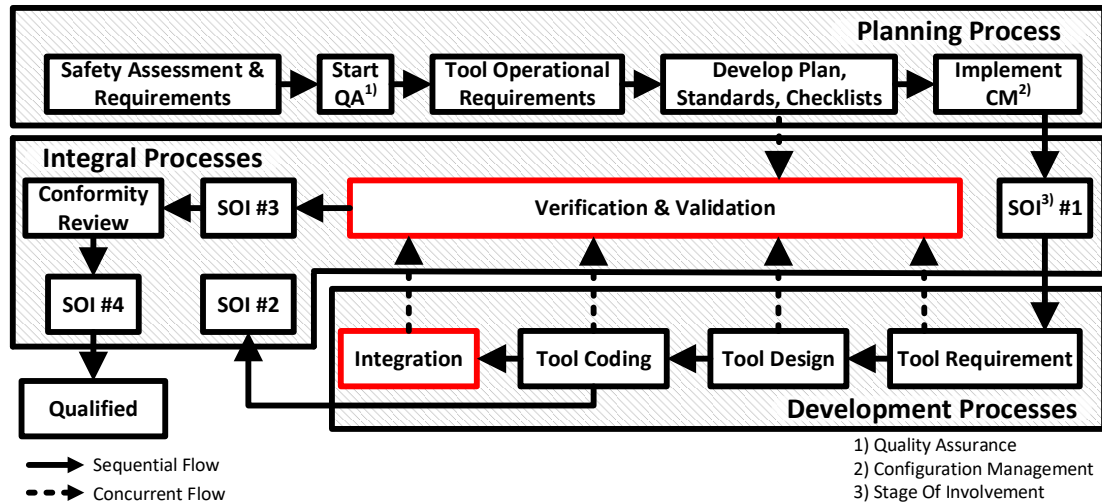 Planning Process
Safety Assessment &
Requirements
Start
QA1)
Tool Operational
Requirements
Develop Plan,
Standards, Checklists
Implement
CM2)
Integral Processes
Conformity
Review
SOI #3
Verification & Validation
SOI3) #1
SOI #4
SOI #2
Integration
Tool Coding
Tool Design
Tool Requirement
Qualified
Development Processes
Sequential Flow
Concurrent Flow
1) Quality Assurance
2) Configuration Management
3) Stage Of Involvement